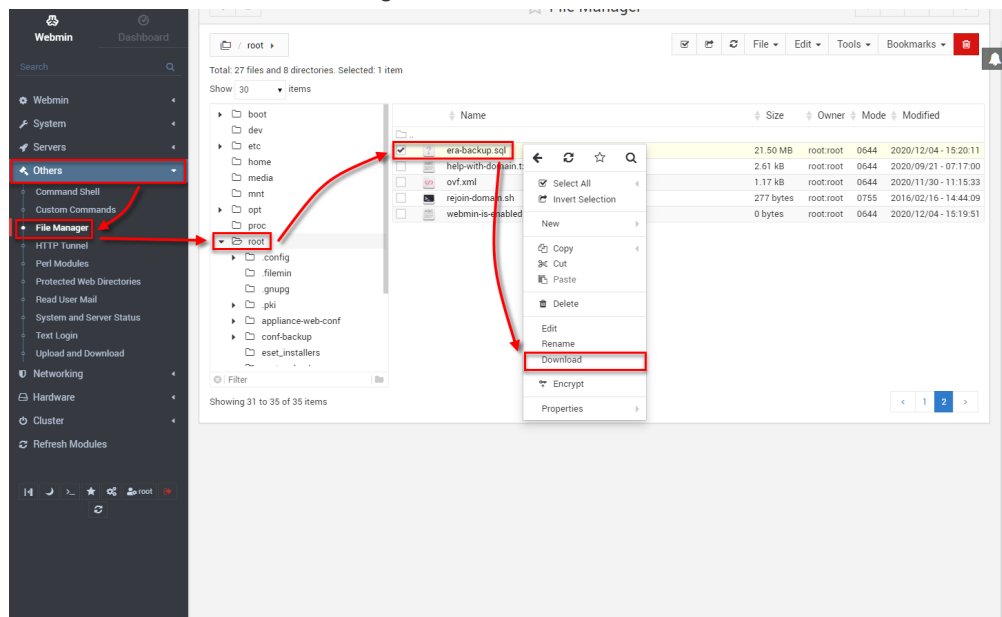 File Manager
Webmin
Dashboard
Search
Webmin
System
Servers
Others
Command Shell
Custom Commands
File Manager
HTTP Tunnel
Perl Modules
Protected Web Directories
Read User Mail
System and Server Status
Text Login
Upload and Download
Networking
Hardware
Cluster
Refresh Modules
root
/ root
File Edit Tools Bookmarks
Total: 27 files and 8 directories. Selected: 1 item
Show 30 items
boot
dev
etc
home
media
mnt
opt
proc
root
.config
.filemin
.gnupg
.pki
appliance-web-conf
conf-backup
eset_installers
Filter
Showing 31 to 35 of 35 items
Name Size Owner Mode Modified
..
era-backup.sql 21.50 MB root:root 0644 2020/12/04 - 15:20:11
help-with-domain.t 2.61 kB root:root 0644 2020/09/21 - 07:17:00
ovf.xml 1.17 kB root:root 0644 2020/11/30 - 11:15:33
rejoin-domain.sh 277 bytes root:root 0755 2016/02/16 - 14:44:09
webmin-is-enabled 0 bytes root:root 0644 2020/12/04 - 15:19:51
Select All
Invert Selection
New
Copy
Cut
Paste
Delete
Edit
Rename
Download
Encrypt
Properties
1 2